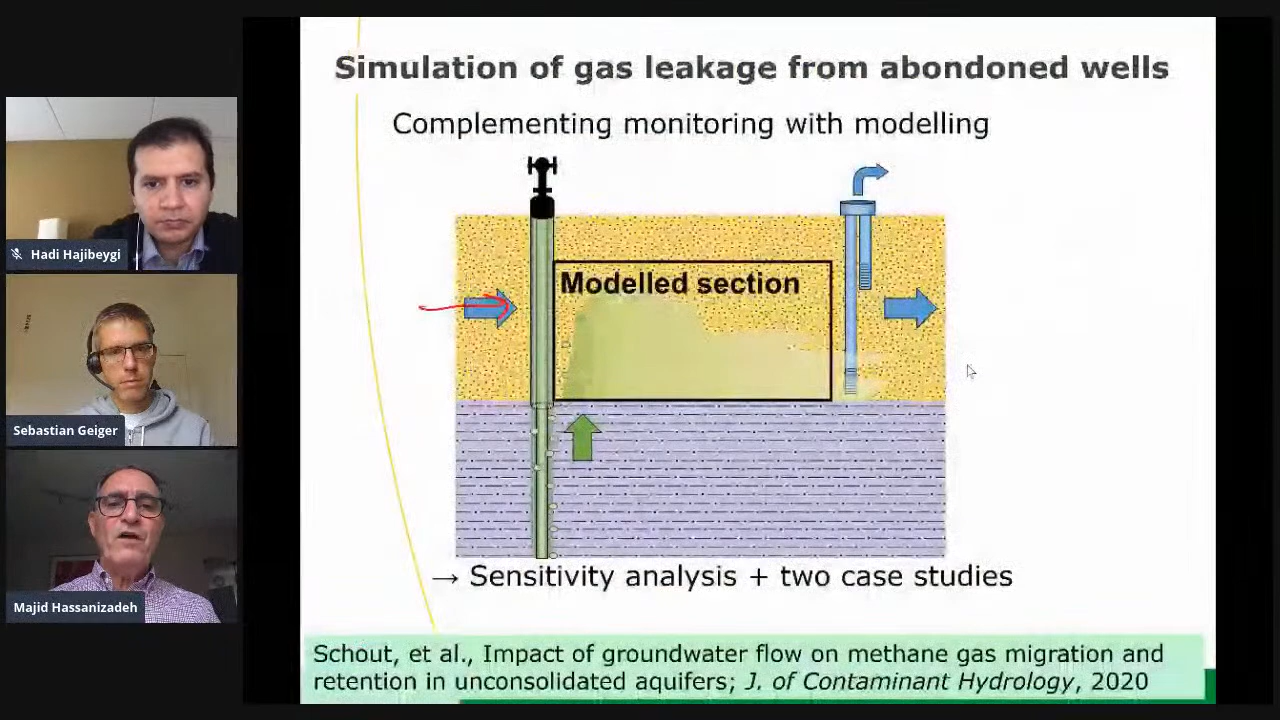 Simulation of gas leakage from abondoned wells
Complementing monitoring with modelling
Modelled section
→ Sensitivity analysis + two case studies
Schout, et al., Impact of groundwater flow on methane gas migration and
retention in unconsolidated aquifers; J. of Contaminant Hydrology, 2020
Hadi Hajibeygi
Sebastian Geiger
Majid Hassanizadeh